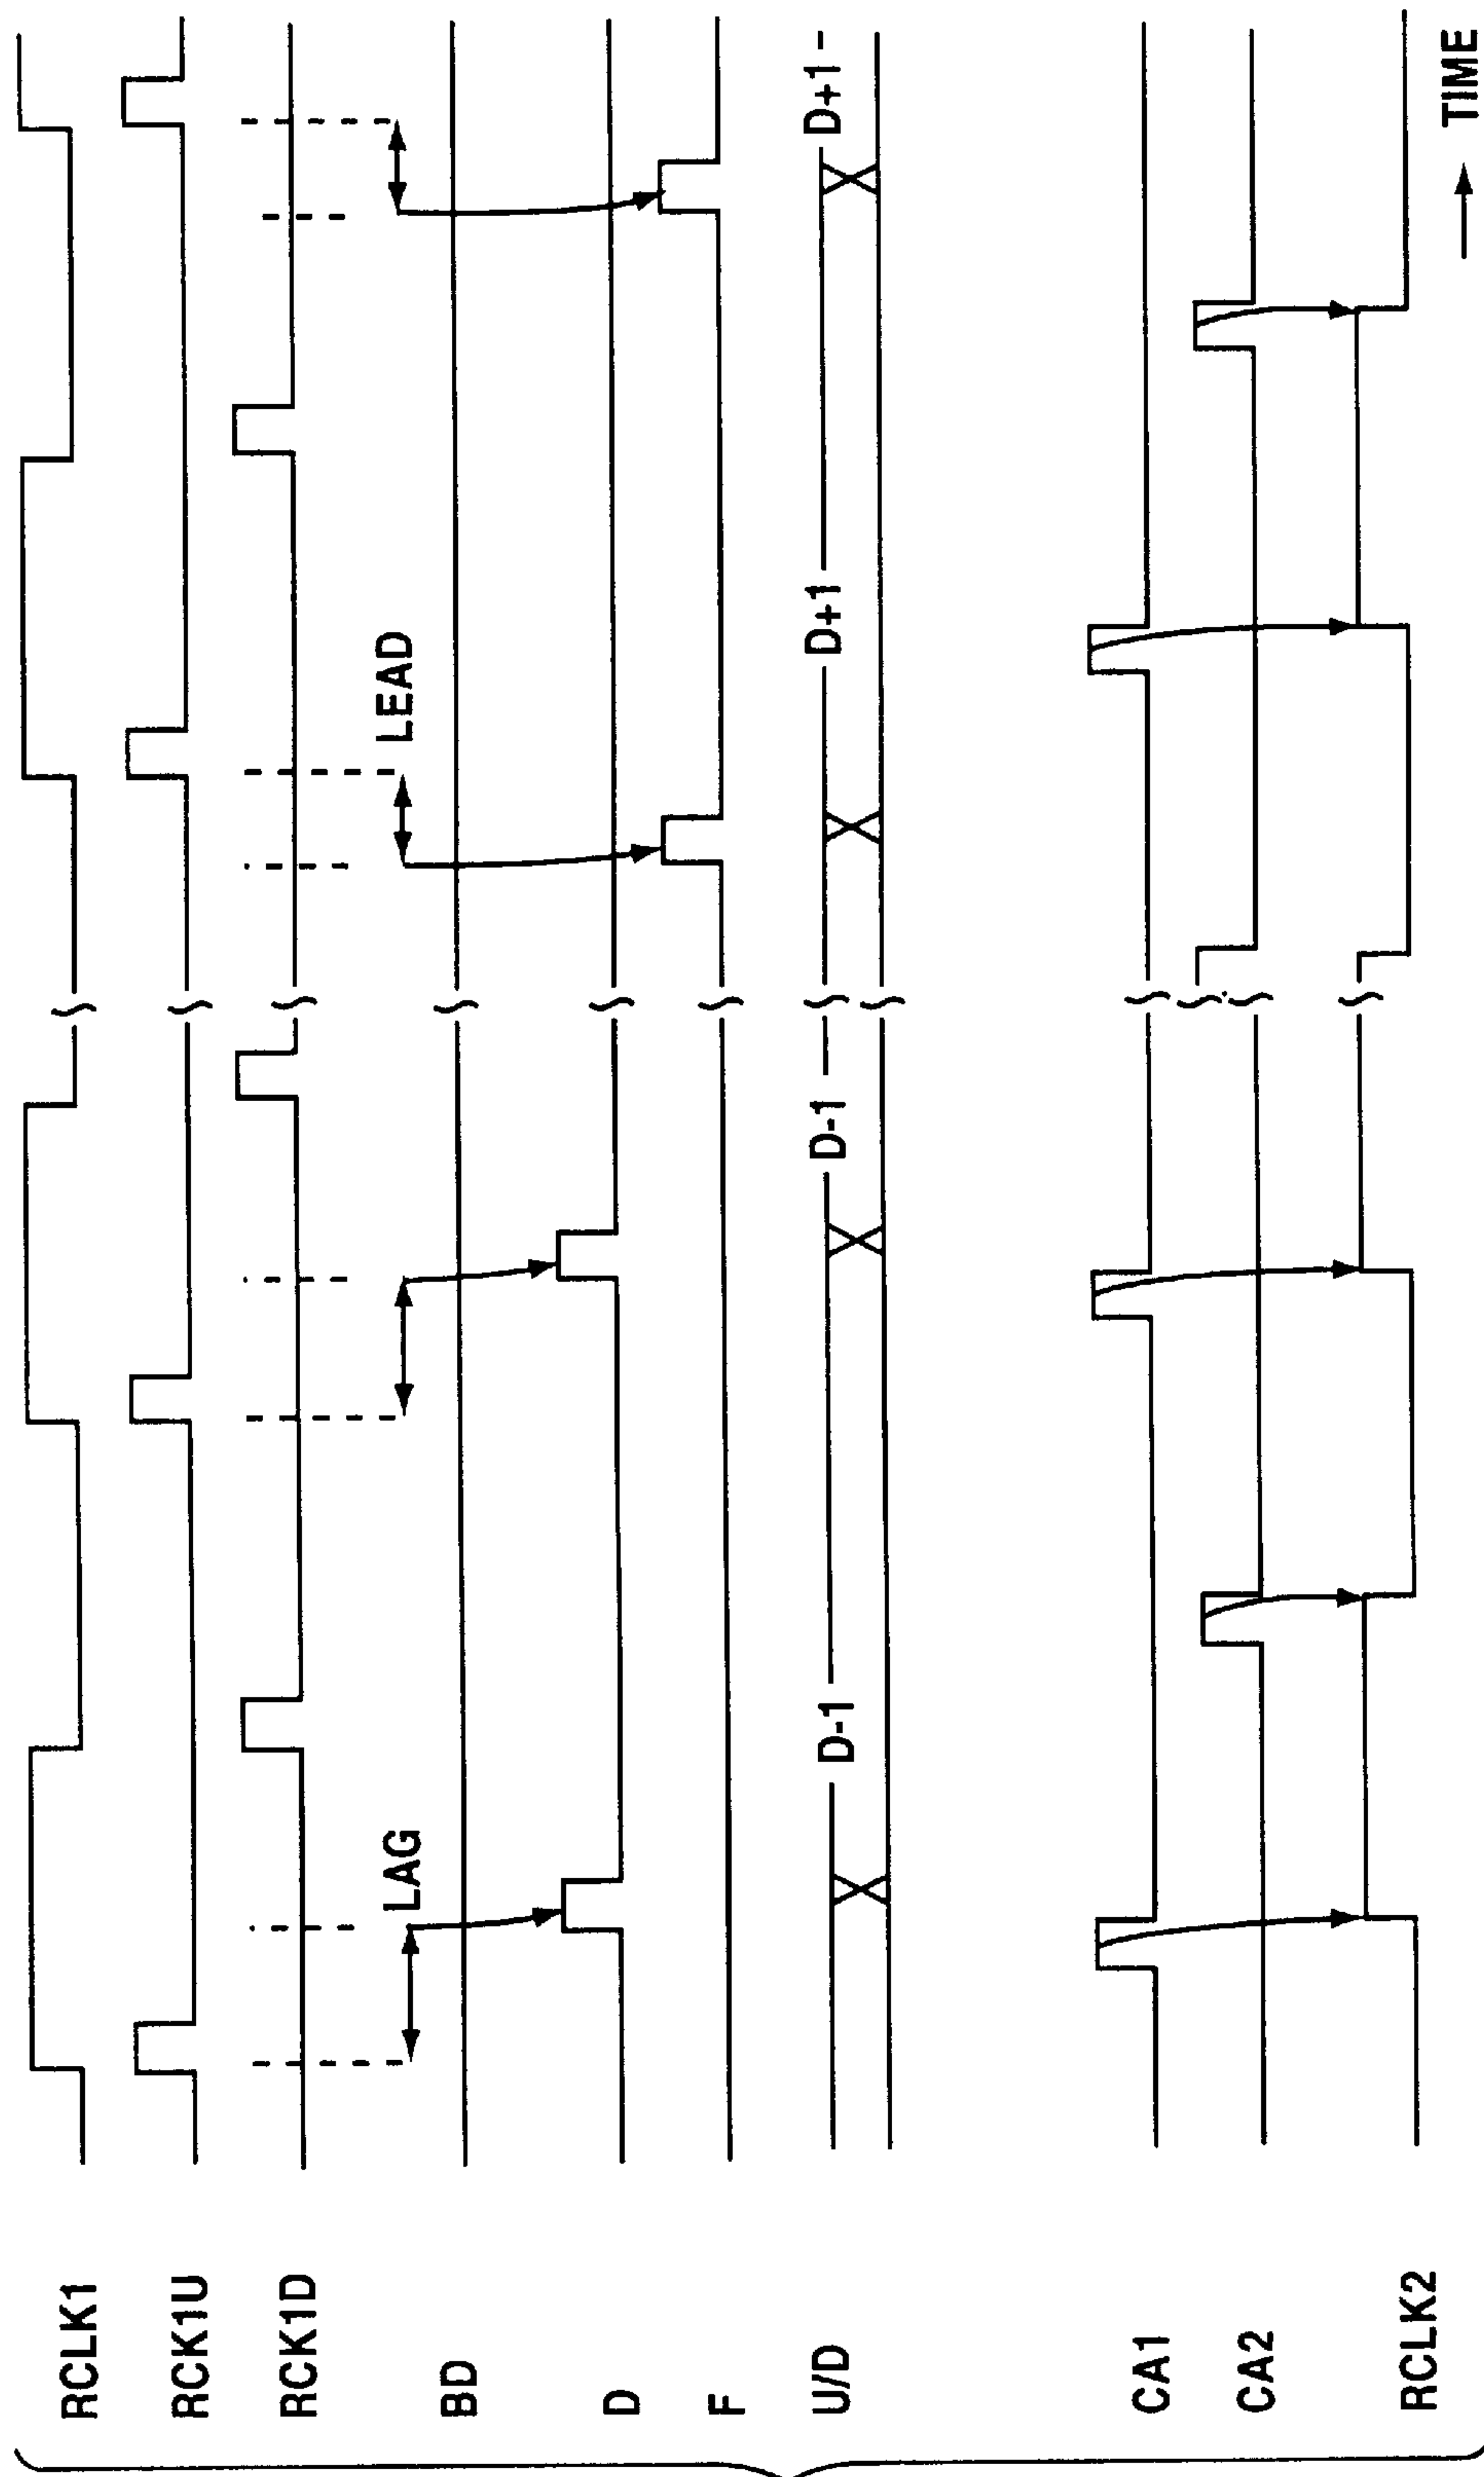 RCLK1
RCK1U
RCK1D
LAG
LEAD
BD
D
F
U/D
D-1
D-1
D+1
D+1
CA1
CA2
RCLK2
TIME